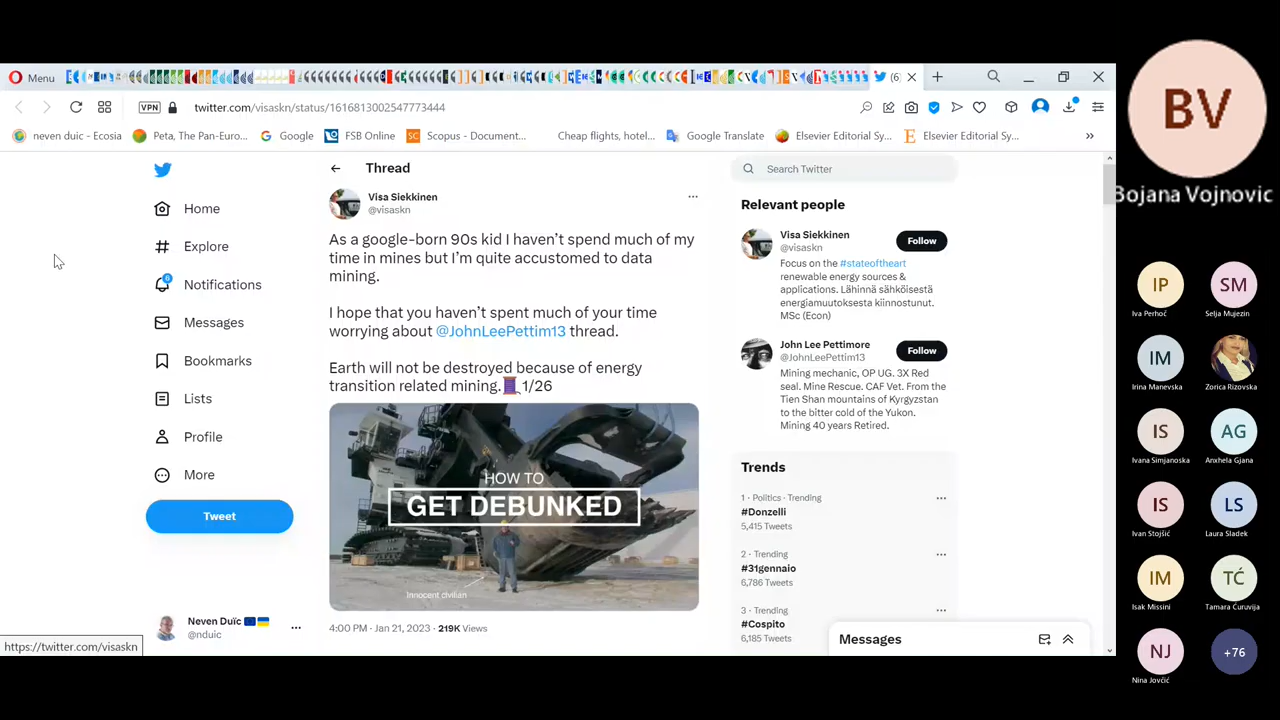 Menu
(6)
VPN
twitter.com/visaskn/status/1616813002547773444
neven duic - Ecosia
Peta, The Pan-Euro...
Google
FSB Online
Scopus - Document...
Cheap flights, hotel...
Google Translate
Elsevier Editorial Sy...
Elsevier Editorial Sy...
»
Home
Explore
Notifications
Messages
Bookmarks
Lists
Profile
More
Tweet
Neven Duïc
@nduic
https://twitter.com/visaskn
Thread
Visa Siekkinen
@visaskn
As a google-born 90s kid I haven't spend much of my
time in mines but I'm quite accustomed to data
mining.
I hope that you haven't spent much of your time
worrying about @JohnLeePettim13 thread.
Earth will not be destroyed because of energy
transition related mining. 1/26
HOW TO
GET DEBUNKED
Innocent civilian
4:00 PM · Jan 21, 2023 · 219K Views
Search Twitter
Relevant people
Visa Siekkinen
@visaskn
Follow
Focus on the #stateoftheart
renewable energy sources &
applications. Lähinnä sähköisestä
energiamuutoksesta kiinnostunut.
MSc (Econ)
John Lee Pettimore
@JohnLeePettim13
Follow
Mining mechanic, OP UG. 3X Red
seal. Mine Rescue. CAF Vet. From the
Tien Shan mountains of Kyrgyzstan
to the bitter cold of the Yukon.
Mining 40 years Retired.
Trends
1 · Politics · Trending
#Donzelli
5,415 Tweets
2 · Trending
#31gennaio
6,786 Tweets
3 · Trending
#Cospito
6,185 Tweets
Messages
BV
Bojana Vojnovic
IP
Iva Perhoč
SM
Selja Mujezin
IM
Irina Manevska
Zorica Rizovska
IS
Ivana Simjanoska
AG
Anxhela Gjana
IS
Ivan Stojšić
LS
Laura Sladek
IM
Isak Missini
TĆ
Tamara Ćuruvija
NJ
Nina Jovčić
+76